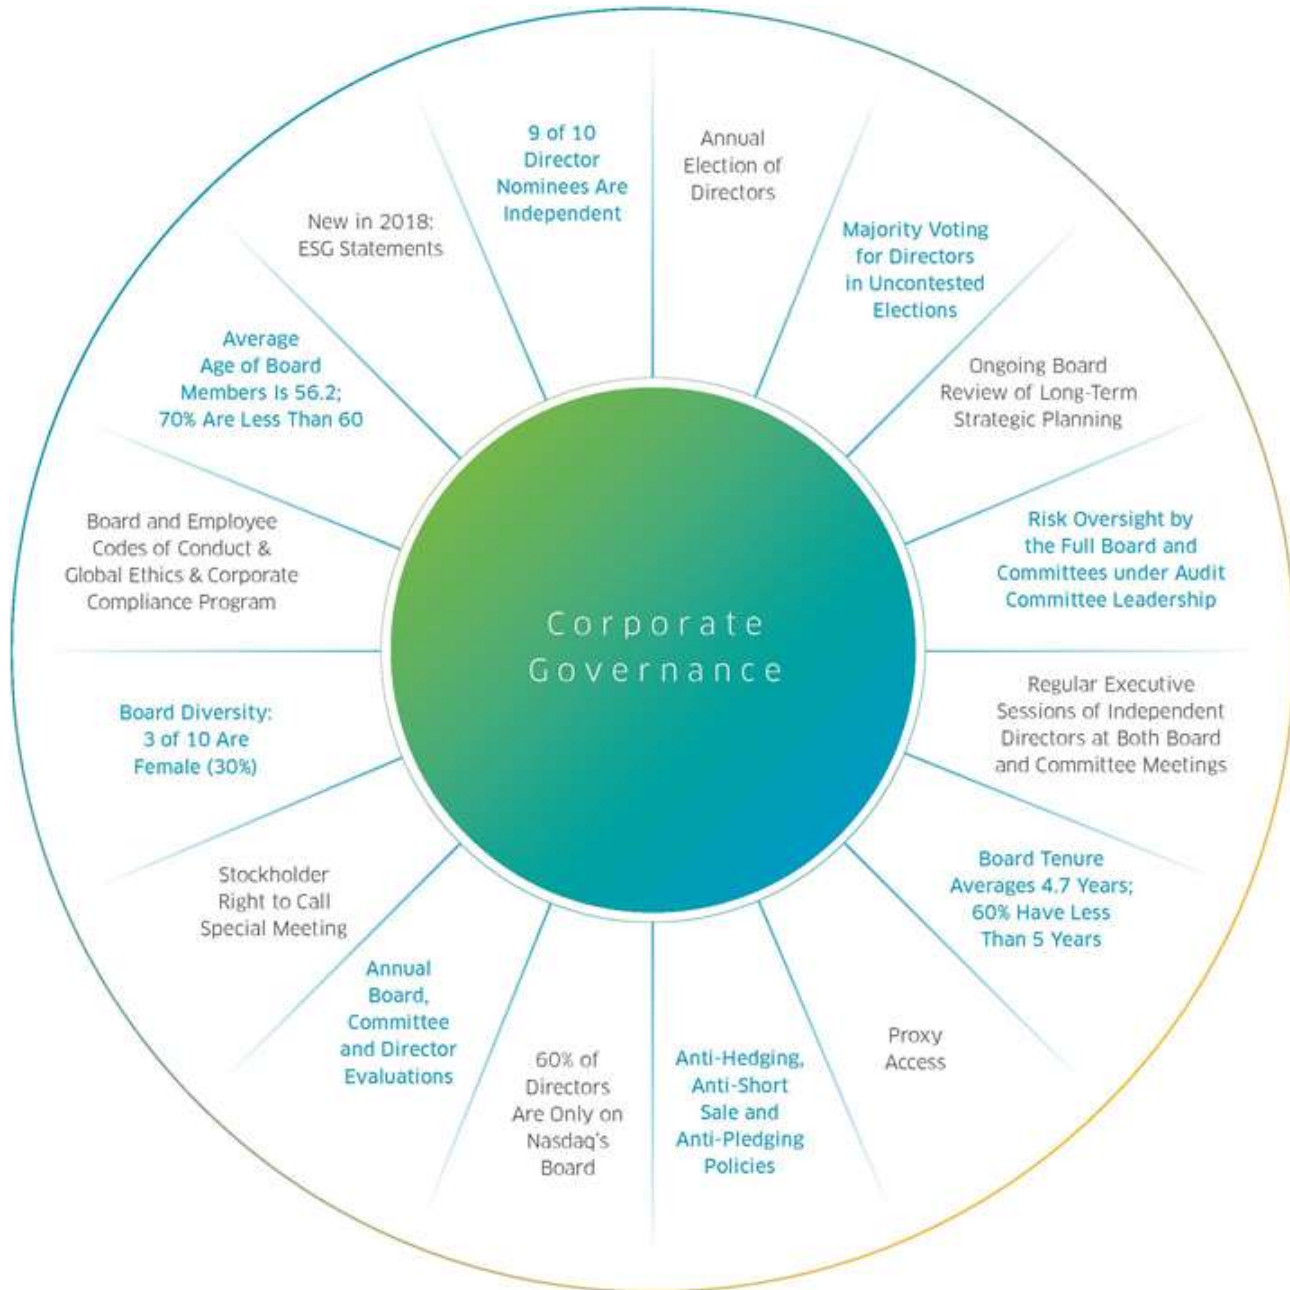 9 of 10
Director
Nominees Are
Independent
Annual
Election of
Directors
Majority Voting
for Directors
in Uncontested
Elections
Ongoing Board
Review of Long-Term
Strategic Planning
Risk Oversight by
the Full Board and
Committees under Audit
Committee Leadership
Regular Executive
Sessions of Independent
Directors at Both Board
and Committee Meetings
Board Tenure
Averages 4.7 Years;
60% Have Less
Than 5 Years
Proxy
Access
Anti-Hedging,
Anti-Short
Sale and
Anti-Pledging
Policies
60% of
Directors
Are Only on
Nasdaq's
Board
Annual
Board,
Committee
and Director
Evaluations
Stockholder
Right to Call
Special Meeting
Board Diversity:
3 of 10 Are
Female (30%)
Board and Employee
Codes of Conduct &
Global Ethics & Corporate
Compliance Program
Average
Age of Board
Members Is 56.2;
70% Are Less Than 60
New in 2018:
ESG Statements
Corporate
Governance